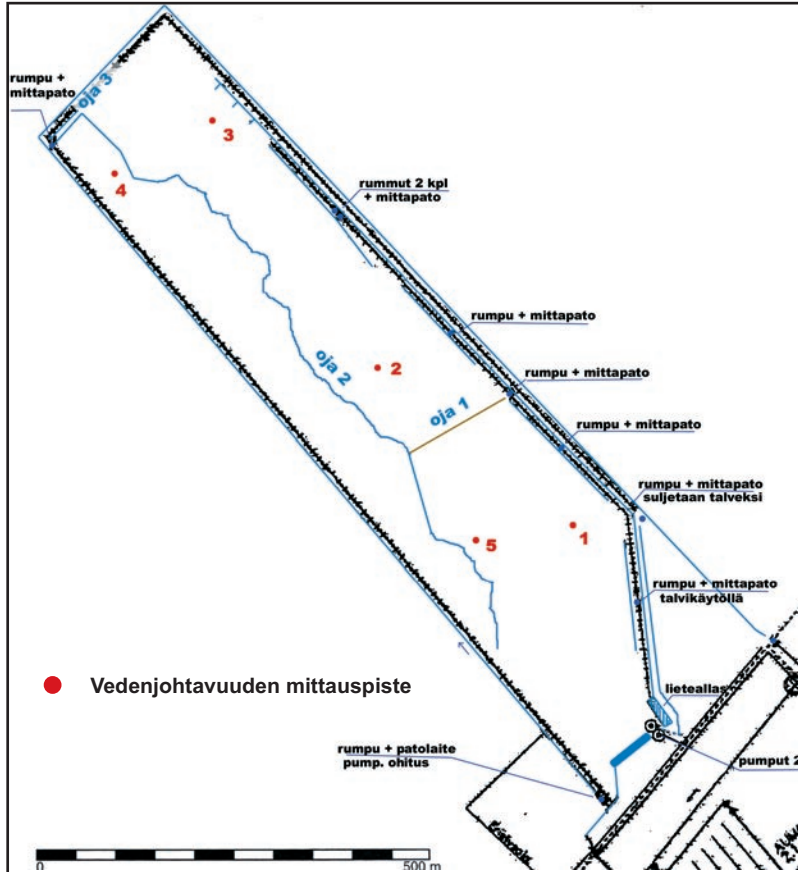 rumpu +
mittapato
oja 3
3
4
rummut 2 kpl
+ mittapato
rumpu + mittapato
oja 2
2
rumpu + mittapato
oja 1
rumpu + mittapato
rumpu + mittapato
suljetaan talveksi
5
1
rumpu + mittapato
talvikäytöllä
Vedenjohtavuuden mittauspiste
lieteallas
rumpu + patolaite
pump. ohitus
pumput 2
0
500 m